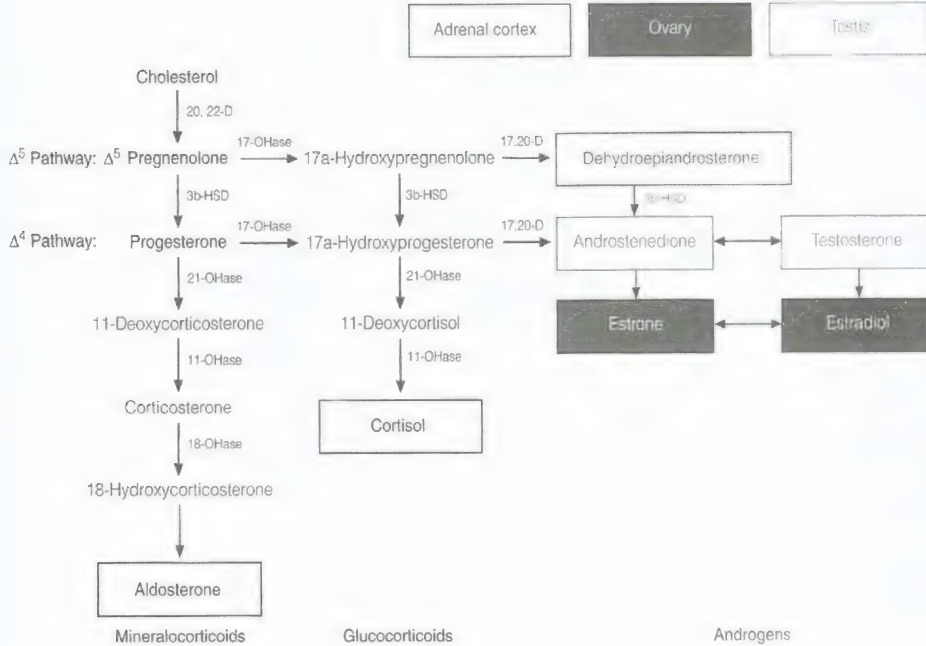 Adrenal cortex Ovary Testis
Cholesterol
20, 22-D
17-OHase 17,20-D
Δ5 Pathway: Δ5 Pregnenolone 17a-Hydroxypregnenolone Dehydroepiandrosterone
3b-HSD 3b-HSD 3b-HSD
17-OHase 17,20-D
Δ4 Pathway: Progesterone 17a-Hydroxyprogesterone Androstenedione Testosterone
21-OHase 21-OHase
11-Deoxycorticosterone 11-Deoxycortisol Estrone Estradiol
11-OHase 11-OHase
Corticosterone Cortisol
18-OHase
18-Hydroxycorticosterone
Aldosterone
Mineralocorticoids Glucocorticoids Androgens